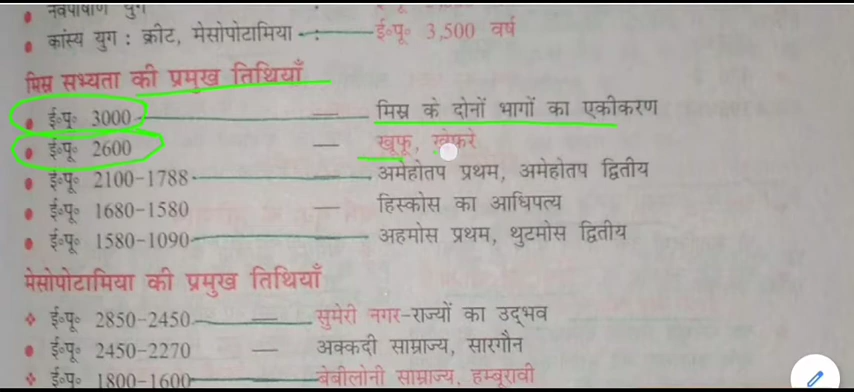 नवपाषाण युग
कांस्य युग : क्रीट, मेसोपोटामिया : ई०पू० 3,500 वर्ष
मिस्र सभ्यता की प्रमुख तिथियाँ
ई०पू० 3000 — मिस्र के दोनों भागों का एकीकरण
ई०पू० 2600 — खूफू, खेफरे
ई०पू० 2100-1788 — अमेहोतप प्रथम, अमेहोतप द्वितीय
ई०पू० 1680-1580 — हिस्कोस का आधिपत्य
ई०पू० 1580-1090 — अहमोस प्रथम, थुटमोस द्वितीय
मेसोपोटामिया की प्रमुख तिथियाँ
ई०पू० 2850-2450 — सुमेरी नगर-राज्यों का उद्भव
ई०पू० 2450-2270 — अक्कदी साम्राज्य, सारगौन
ई०पू० 1800-1600 — बेबीलोनी साम्राज्य, हम्बूरावी